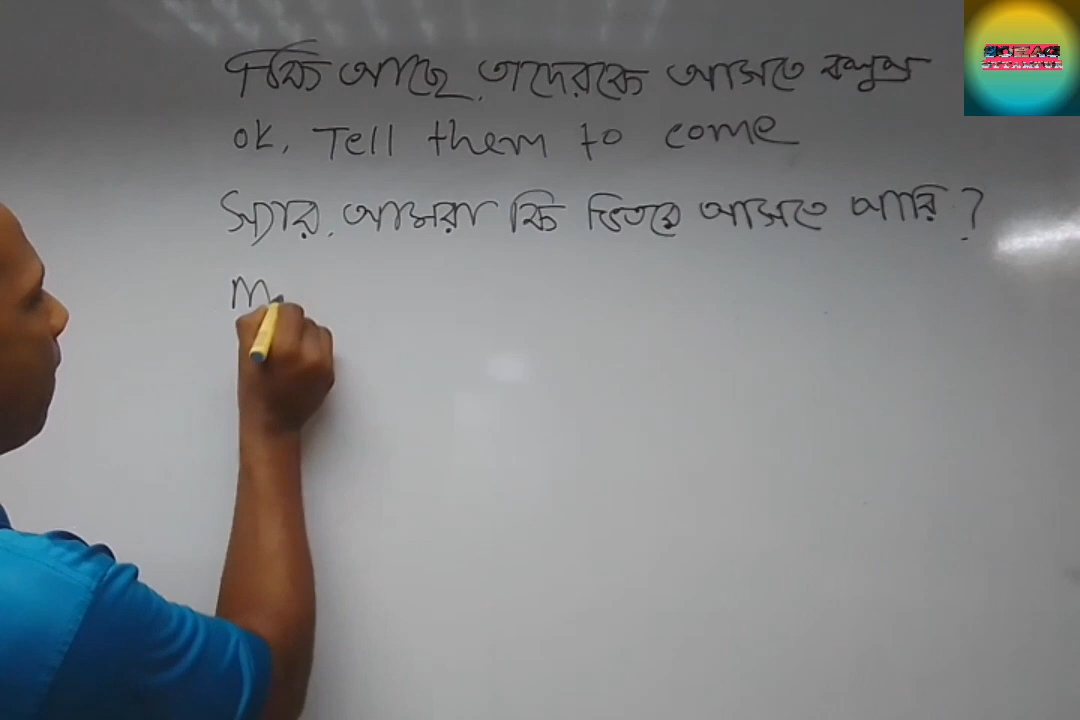 ঠিক আছে, তাদেরকে আসতে বলুন
OK, Tell them to come
স্যার, আমরা কি ভিতরে আসতে পারি?
M